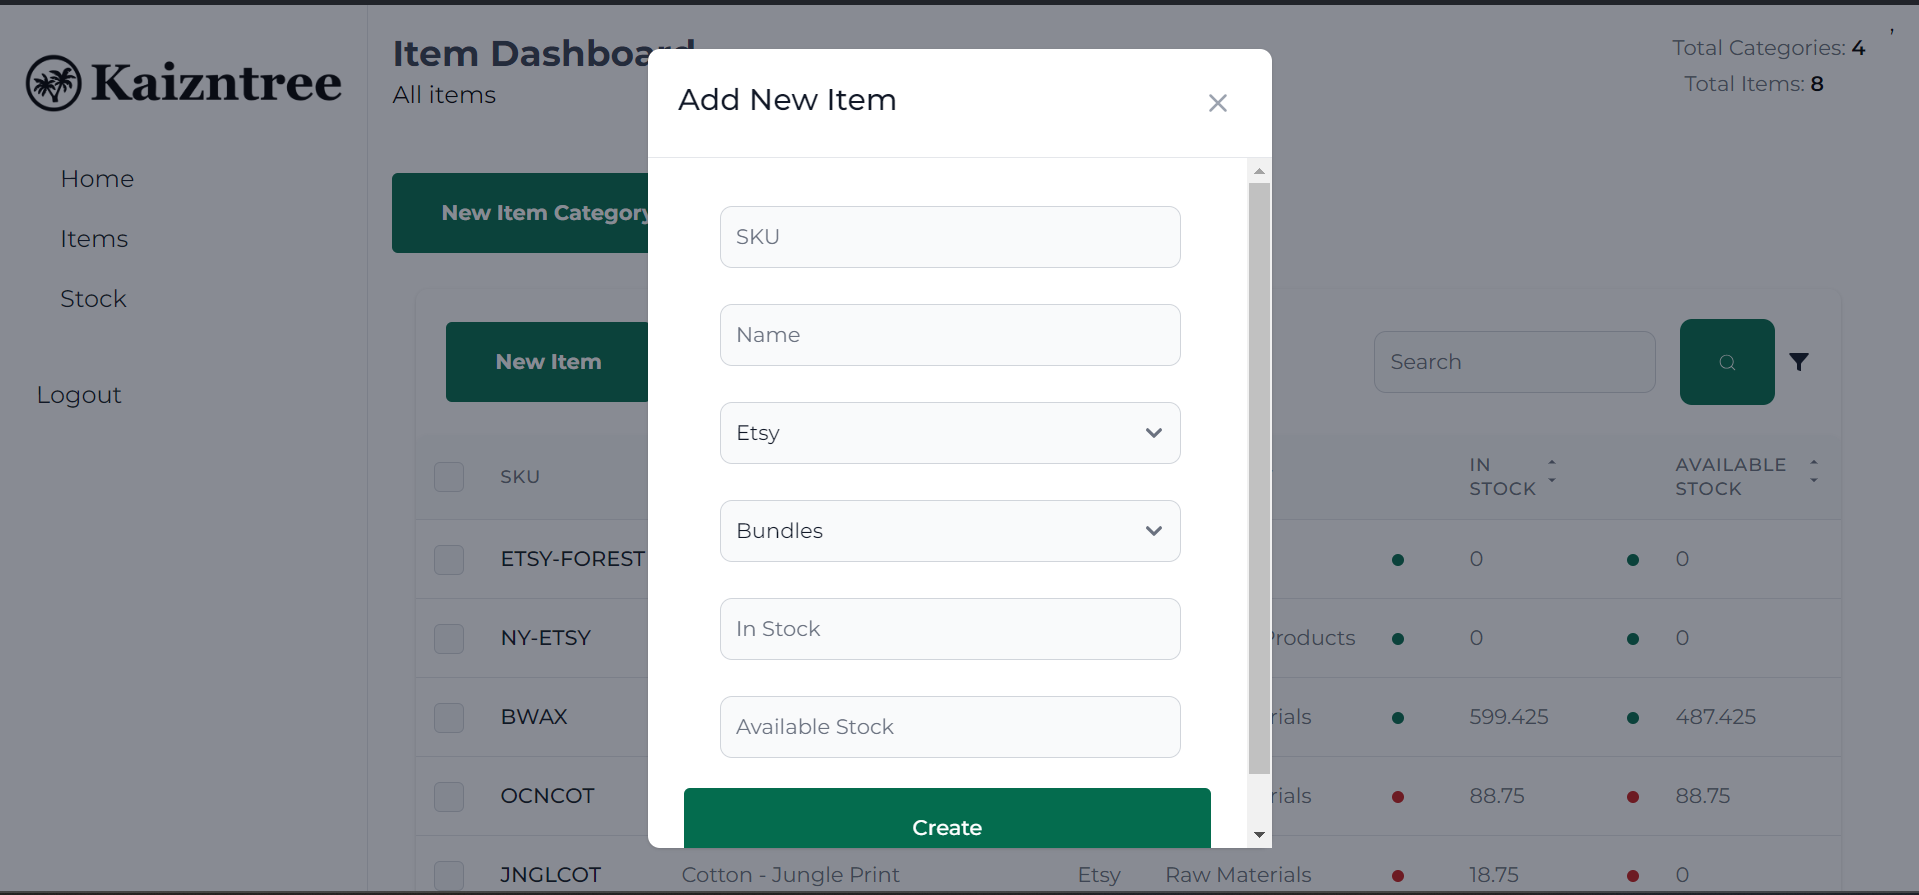 Kaizntree
Home
Items
Stock
Logout
Item Dashboard
All items
Total Categories: 4
Total Items: 8
New Item Category
New Item
Search
SKU
IN STOCK
AVAILABLE STOCK
ETSY-FOREST
0
0
NY-ETSY
Products
0
0
BWAX
599.425
487.425
OCNCOT
88.75
88.75
JNGLCOT
Cotton - Jungle Print
Etsy
Raw Materials
18.75
0
Add New Item
SKU
Name
Etsy
Bundles
In Stock
Available Stock
Create